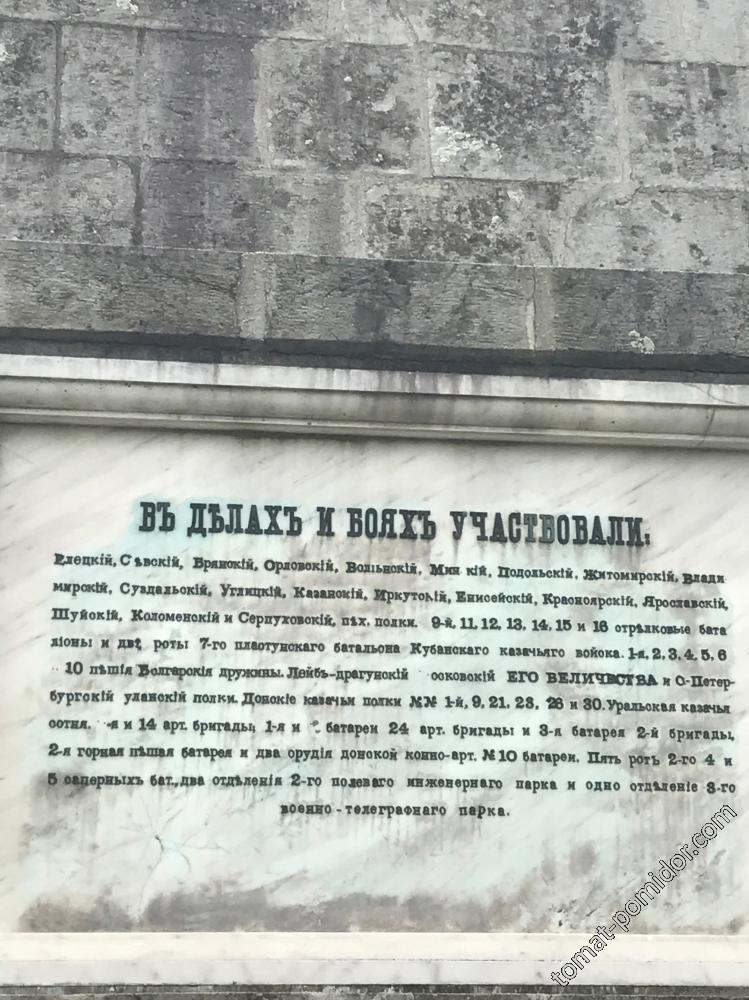 ВЪ ДѢЛАХЪ И БОЯХЪ УЧАСТВОВАЛИ:
Елецкій, Сѣвскій, Брянскій, Орловскій, Волынскій, Мин кій, Подольскій, Житомирскій, Влади
мирскій, Суздальскій, Углицкій, Казанскій, Иркутскій, Енисейскій, Красноярскій, Ярославскій,
Шуйскій, Коломенскій и Серпуховскій, пѣх. полки. 9-й, 11, 12, 13, 14, 15 и 16 стрѣлковые бата
ліоны и двѣ роты 7-го пластунскаго батальона Кубанскаго казачьяго войска. 1-я, 2, 3, 4, 5, 6
10 пѣшія Болгарскія дружины. Лейбъ-драгунскій осковскій ЕГО ВЕЛИЧЕСТВА и С-Петер-
бургскій уланскій полки. Донскіе казачьи полки №№ 1-й, 9, 21, 23, 26 и 30. Уральская казачья
сотня. я и 14 арт. бригады; 1-я и батареи 24 арт. бригады и 3-я батарея 2-й бригады,
2-я горная пѣшая батарея и два орудія донской конно-арт. №10 батареи. Пять ротъ 2-го 4 и
5 саперныхъ бат., два отдѣленія 2-го полеваго инженернаго парка и одно отдѣленіе 3-го
военно-телеграфнаго парка.
tomat-pomidor.com